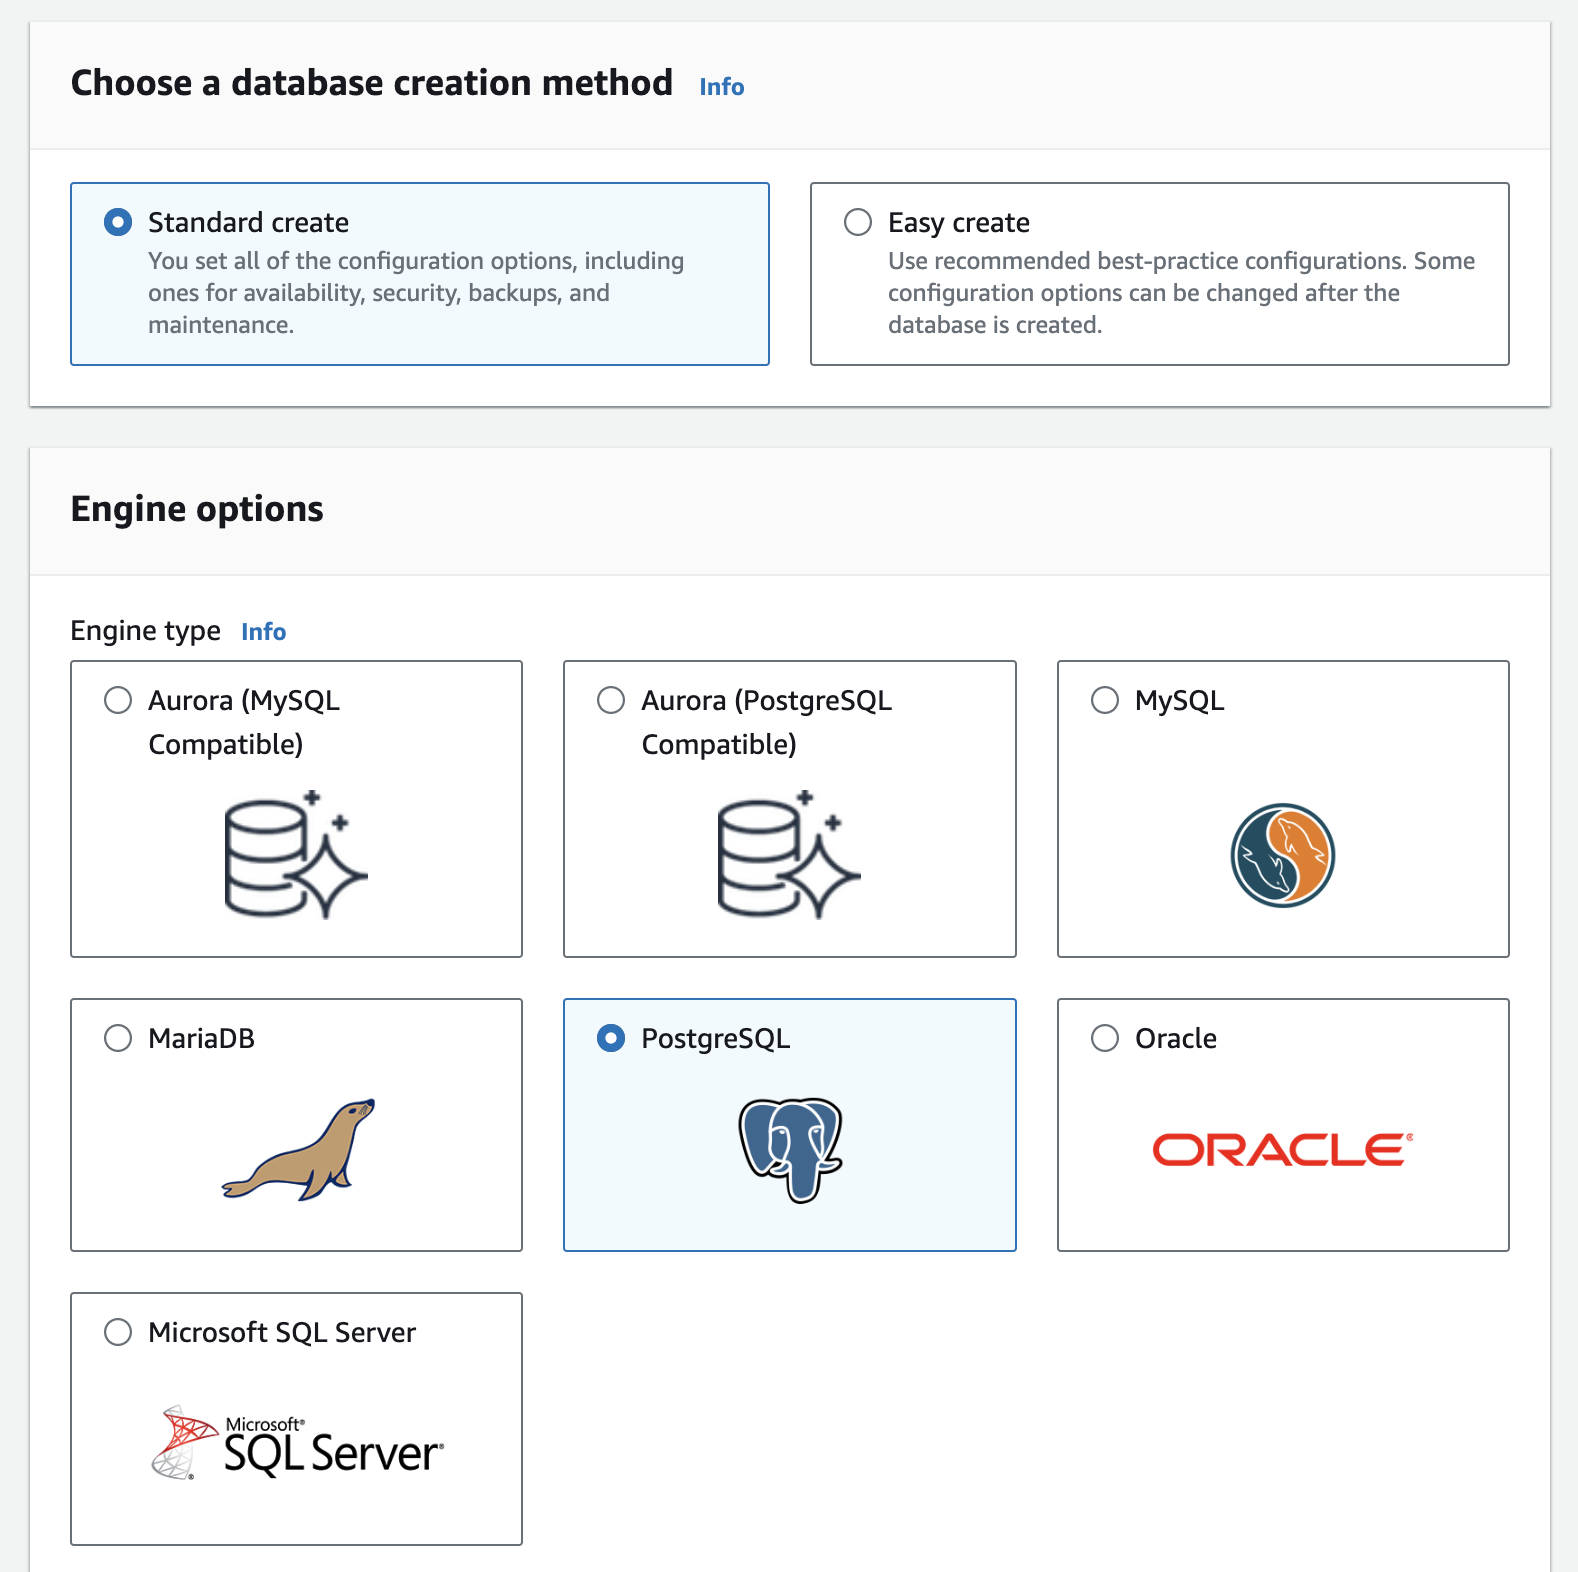 Choose a database creation method Info
Standard create
You set all of the configuration options, including
ones for availability, security, backups, and
maintenance.
Easy create
Use recommended best-practice configurations. Some
configuration options can be changed after the
database is created.
Engine options
Engine type Info
Aurora (MySQL
Compatible)
Aurora (PostgreSQL
Compatible)
MySQL
MariaDB
PostgreSQL
Oracle
ORACLE®
Microsoft SQL Server
Microsoft®
SQL Server®